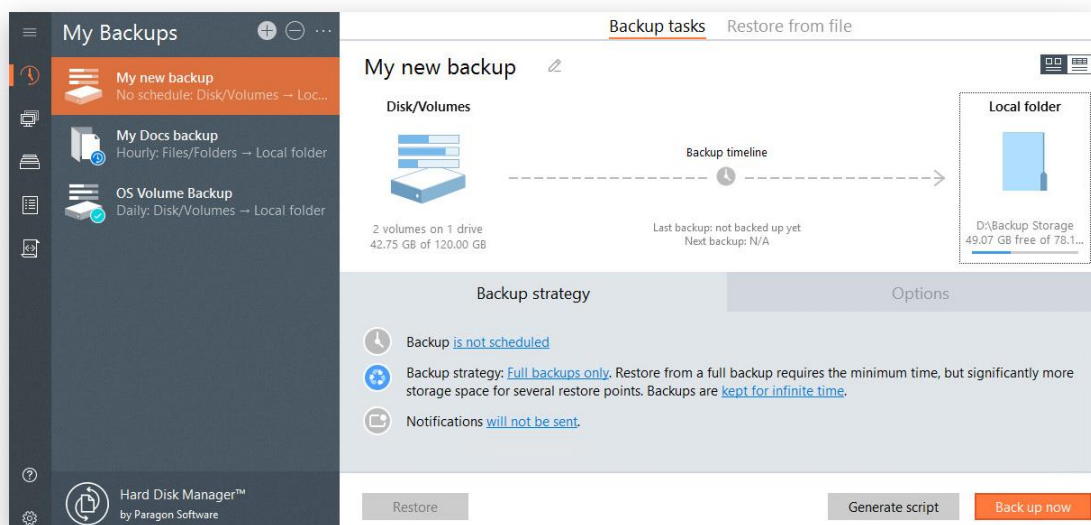 My Backups
My new backup
No schedule: Disk/Volumes → Loc...
My Docs backup
Hourly: Files/Folders → Local folder
OS Volume Backup
Daily: Disk/Volumes → Local folder
Hard Disk Manager™
by Paragon Software
Backup tasks Restore from file
My new backup
Disk/Volumes
2 volumes on 1 drive
42.75 GB of 120.00 GB
Backup timeline
Last backup: not backed up yet
Next backup: N/A
Local folder
D:\Backup Storage
49.07 GB free of 78.1...
Backup strategy Options
Backup is not scheduled
Backup strategy: Full backups only. Restore from a full backup requires the minimum time, but significantly more
storage space for several restore points. Backups are kept for infinite time.
Notifications will not be sent.
Restore Generate script Back up now